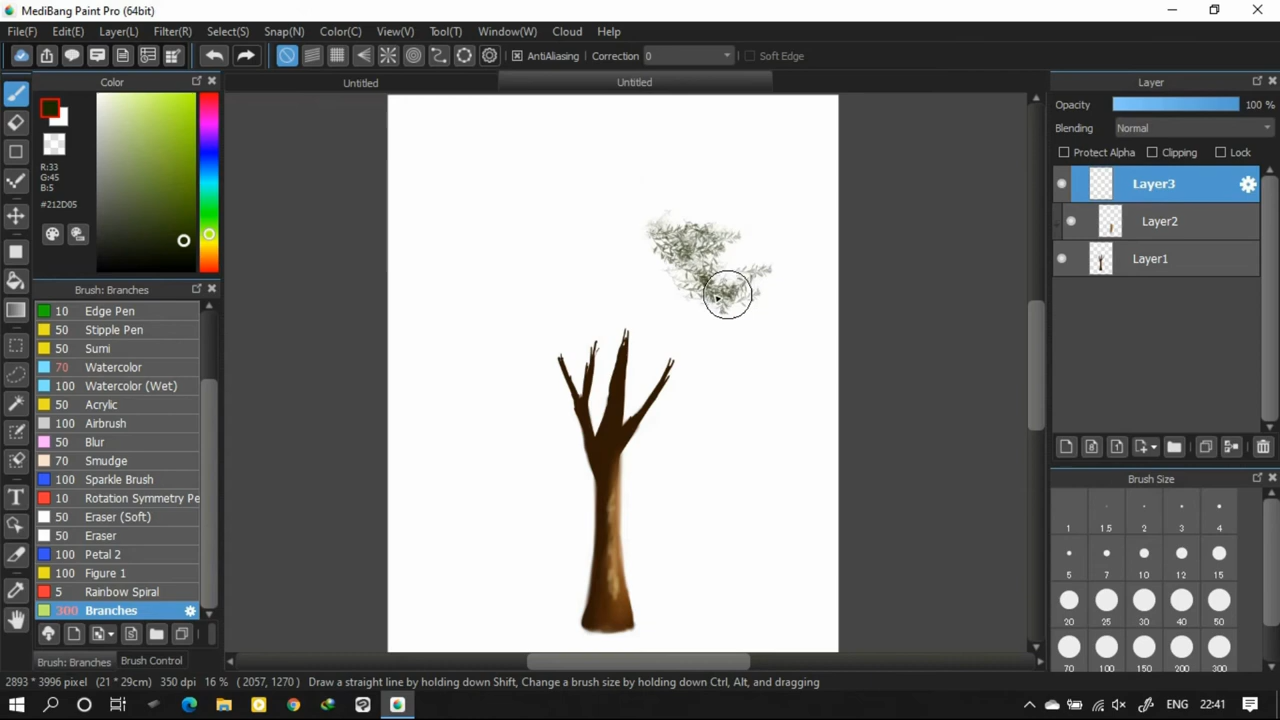 MediBang Paint Pro (64bit)
File(F) Edit(E) Layer(L) Filter(R) Select(S) Snap(N) Color(C) View(V) Tool(T) Window(W) Cloud Help
AntiAliasing Correction 0 Soft Edge
Color
Untitled Untitled
Layer
R:33
G:45
B:5
#212D05
Opacity 100 %
Blending Normal
Protect Alpha Clipping Lock
Layer3
Layer2
Layer1
Brush: Branches
10 Edge Pen
50 Stipple Pen
50 Sumi
70 Watercolor
100 Watercolor (Wet)
50 Acrylic
100 Airbrush
50 Blur
70 Smudge
100 Sparkle Brush
10 Rotation Symmetry Pe
50 Eraser (Soft)
50 Eraser
100 Petal 2
100 Figure 1
5 Rainbow Spiral
300 Branches
Brush: Branches Brush Control
Brush Size
1 1.5 2 3 4
5 7 10 12 15
20 25 30 40 50
70 100 150 200 300
2893 * 3996 pixel (21 * 29cm) 350 dpi 16 % ( 2057, 1270 ) Draw a straight line by holding down Shift, Change a brush size by holding down Ctrl, Alt, and dragging
ENG 22:41